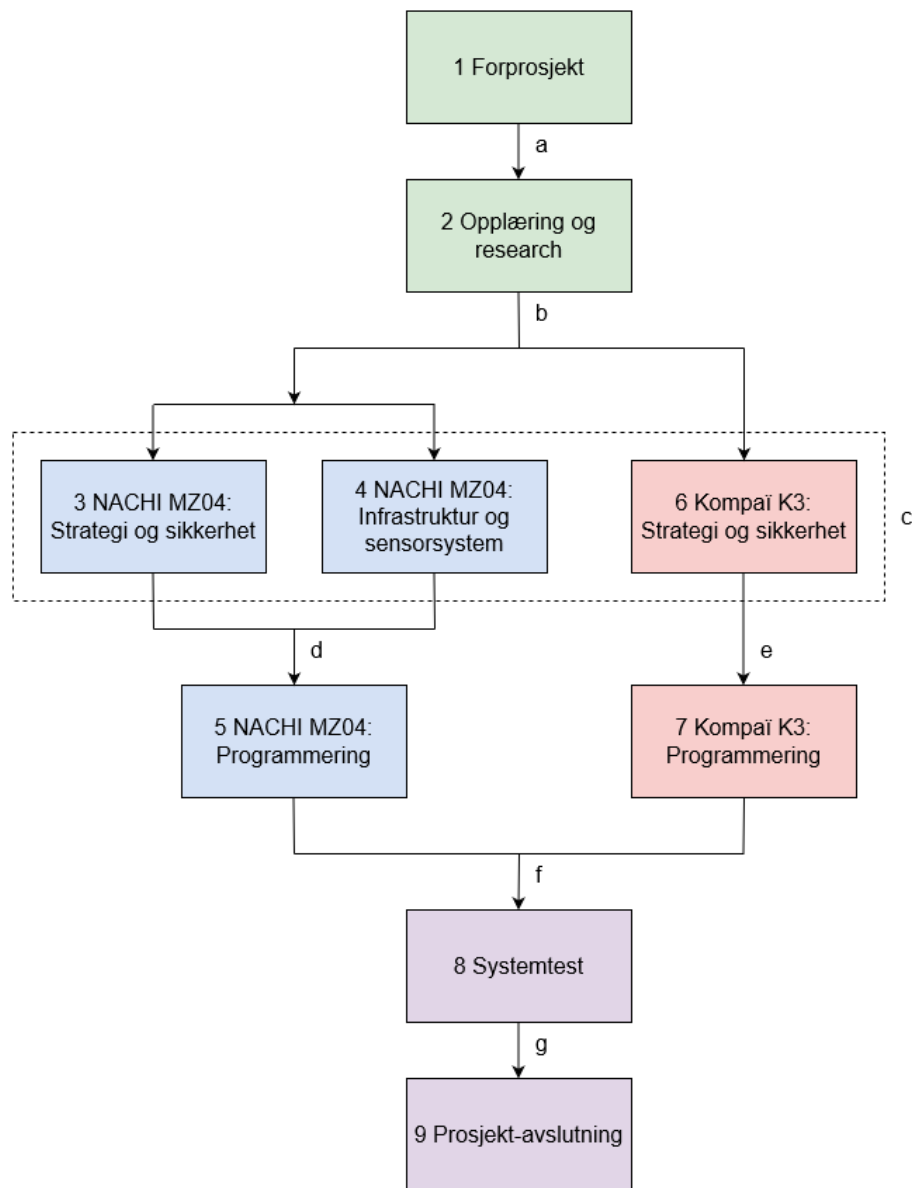 1 Forprosjekt
a
2 Opplæring og
research
b
3 NACHI MZ04:
Strategi og sikkerhet
4 NACHI MZ04:
Infrastruktur og
sensorsystem
6 Kompaï K3:
Strategi og sikkerhet
c
d
e
5 NACHI MZ04:
Programmering
7 Kompaï K3:
Programmering
f
8 Systemtest
g
9 Prosjekt-avslutning